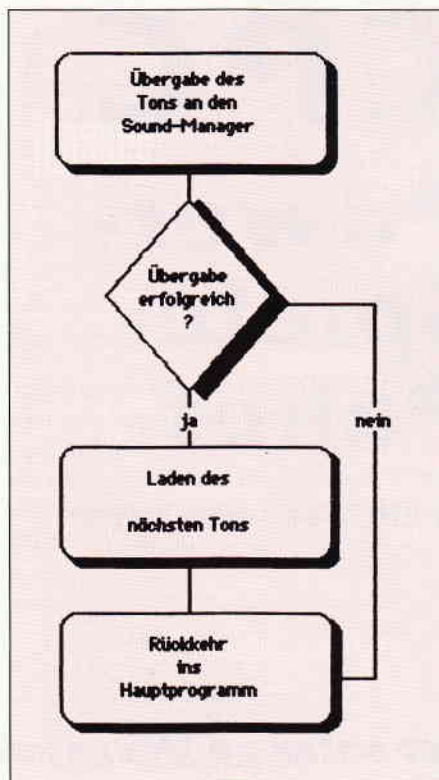 Übergabe des
Tons an den
Sound-Manager
Übergabe
erfolgreich
?
ja
nein
Laden des
nächsten Tons
Rückkehr
ins
Hauptprogramm